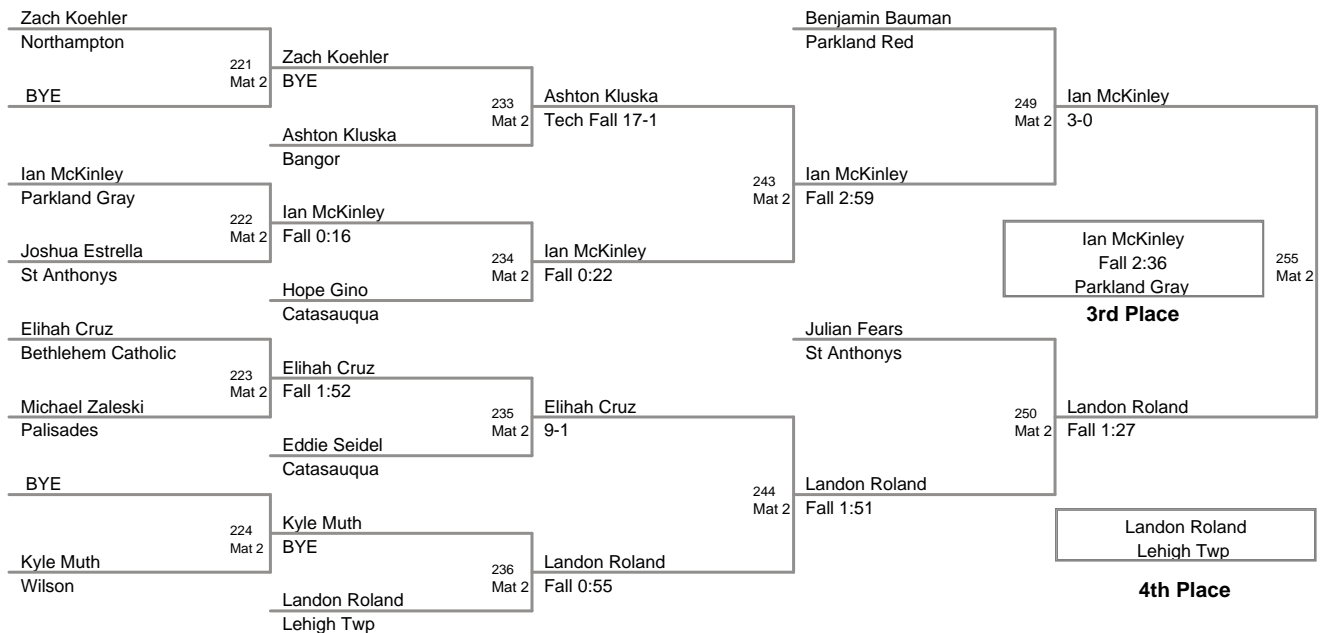 Zach Koehler
Northampton
221
Mat 2
BYE
Zach Koehler
BYE
233
Mat 2
Ashton Kluska
Bangor
Ashton Kluska
Tech Fall 17-1
Ian McKinley
Parkland Gray
222
Mat 2
Joshua Estrella
St Anthonys
Ian McKinley
Fall 0:16
234
Mat 2
Hope Gino
Catasauqua
Ian McKinley
Fall 0:22
243
Mat 2
Ian McKinley
Fall 2:59
Benjamin Bauman
Parkland Red
249
Mat 2
Ian McKinley
3-0
Elihah Cruz
Bethlehem Catholic
223
Mat 2
Michael Zaleski
Palisades
Elihah Cruz
Fall 1:52
235
Mat 2
Eddie Seidel
Catasauqua
Elihah Cruz
9-1
BYE
224
Mat 2
Kyle Muth
Wilson
Kyle Muth
BYE
236
Mat 2
Landon Roland
Lehigh Twp
Landon Roland
Fall 0:55
244
Mat 2
Landon Roland
Fall 1:51
Julian Fears
St Anthonys
250
Mat 2
Landon Roland
Fall 1:27
255
Mat 2
Ian McKinley
Fall 2:36
Parkland Gray
3rd Place
Landon Roland
Lehigh Twp
4th Place